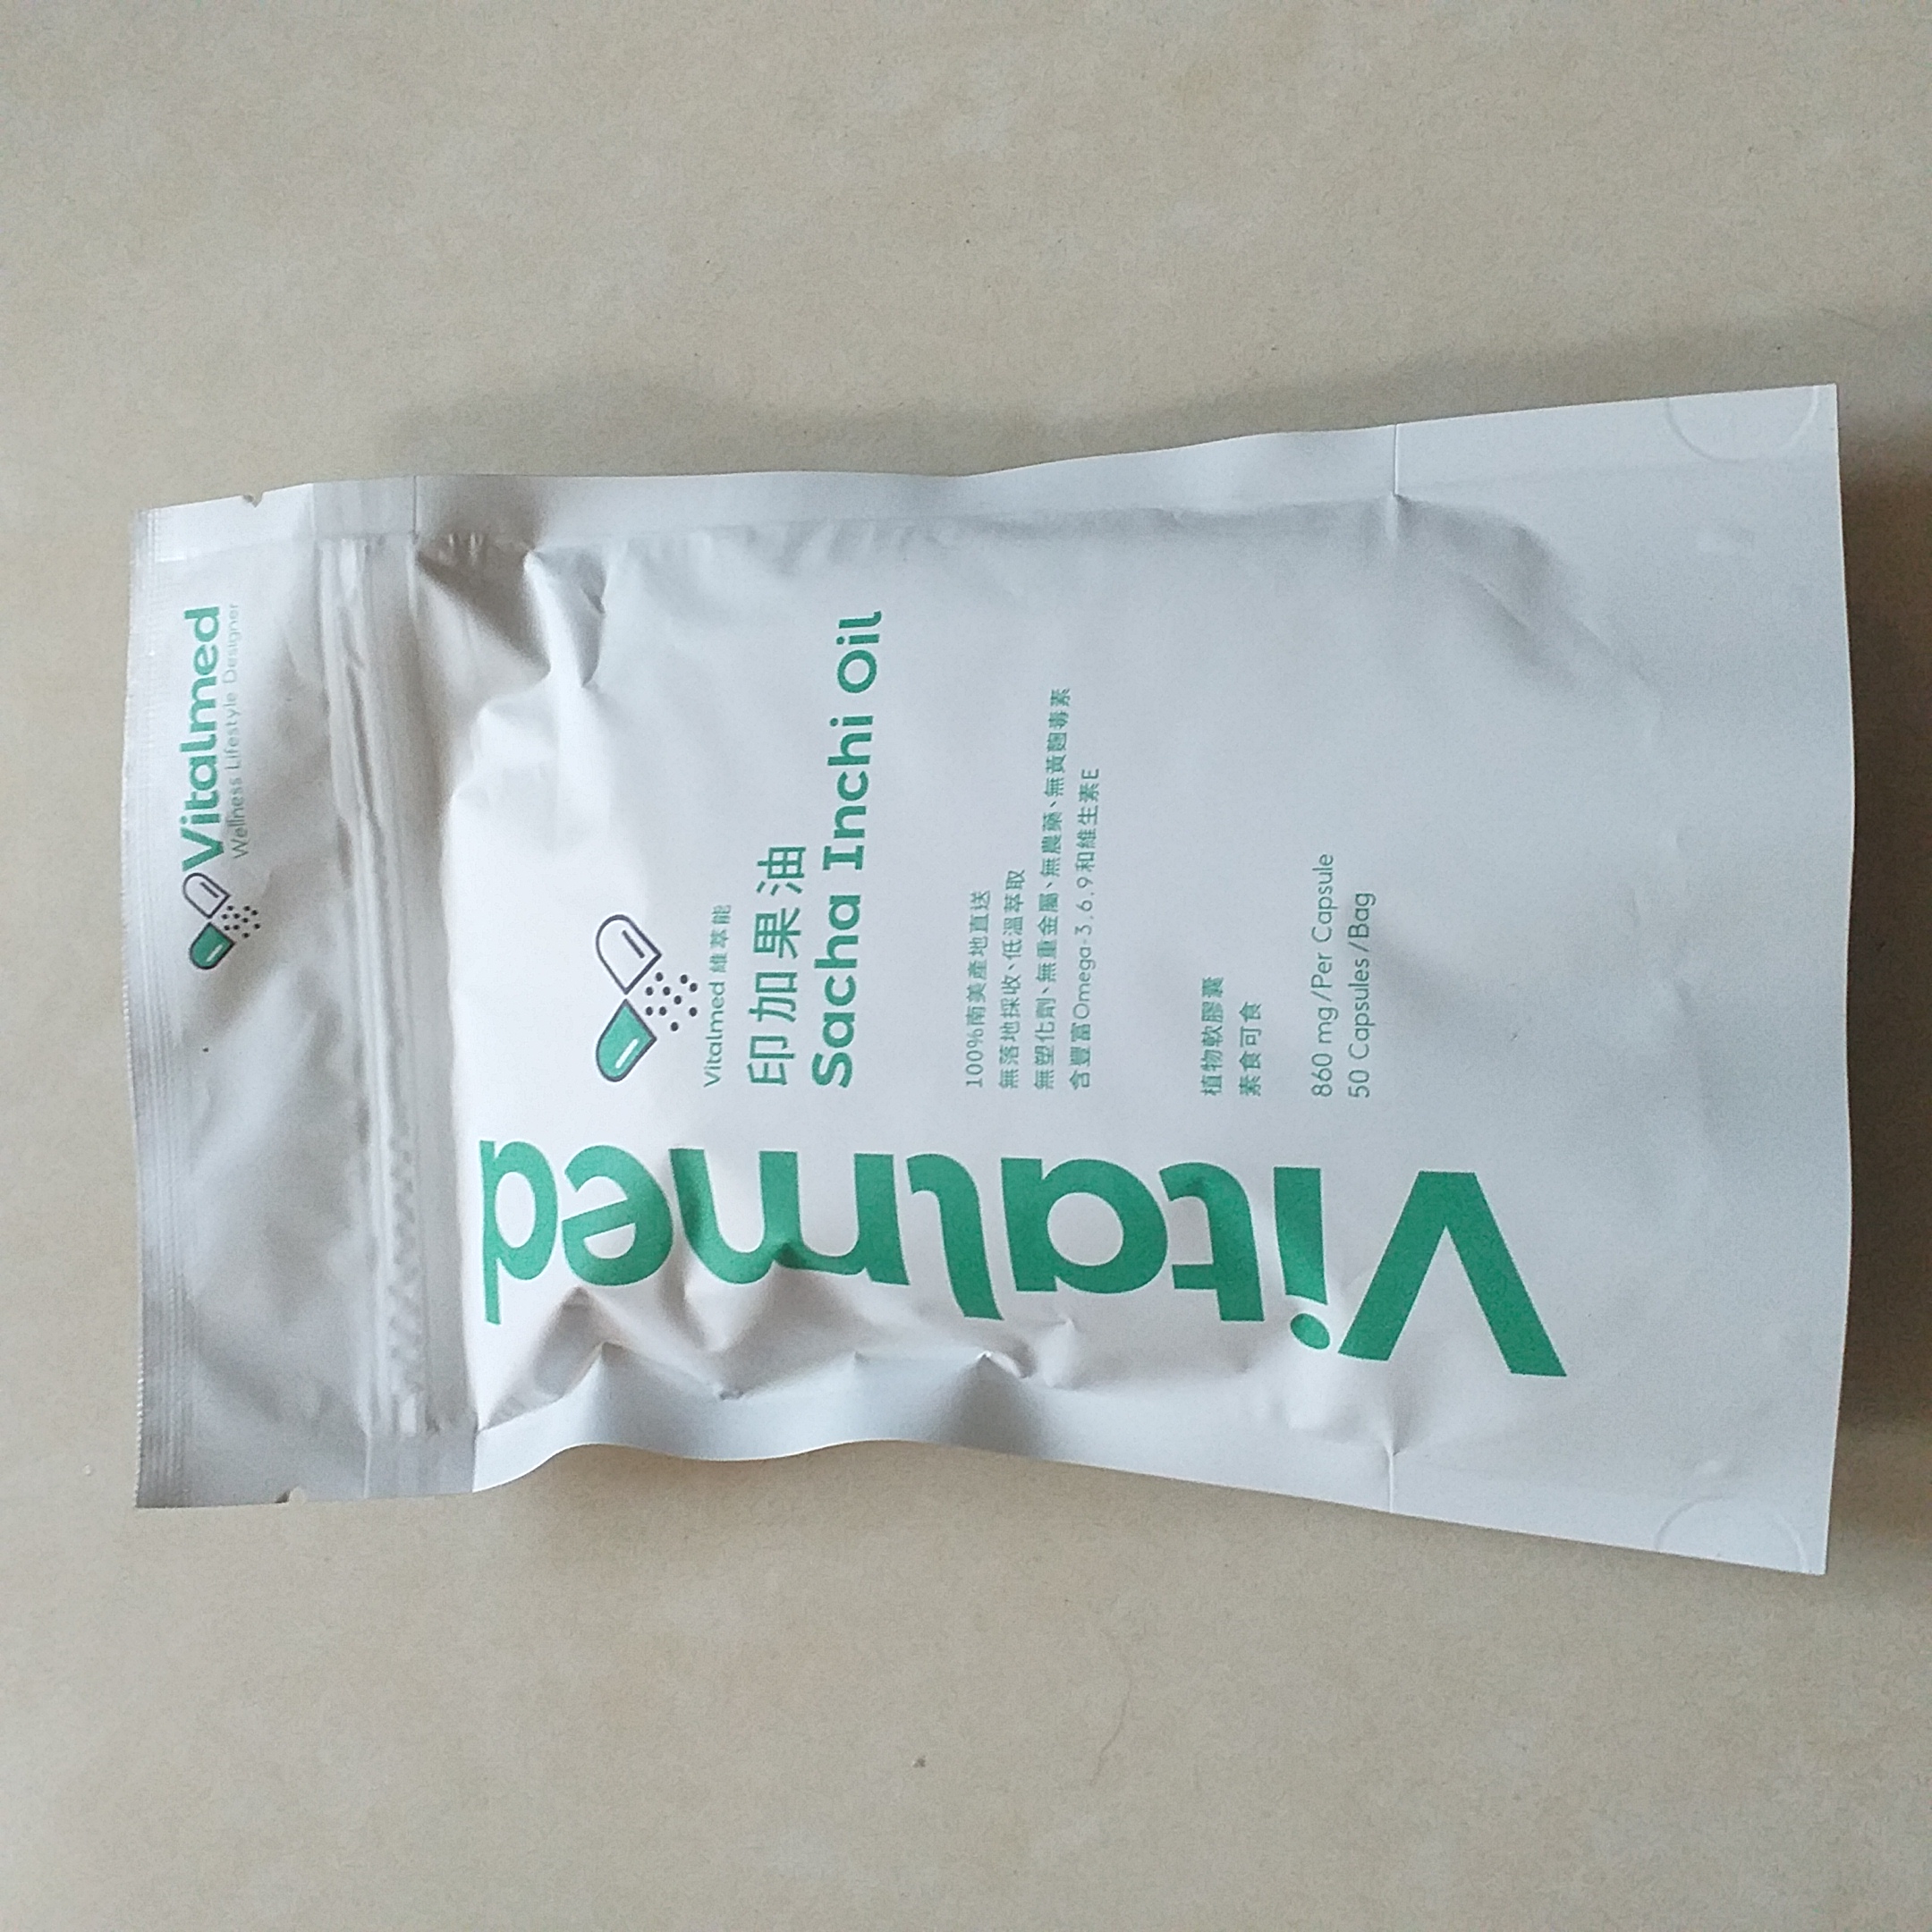 Vitalmed
Wellness Lifestyle Designer
Vitalmed 維萃能
印加果油
Sacha Inchi Oil
100%南美產地直送
無落地採收、低溫萃取
無塑化劑、無重金屬、無農藥、無黃麴毒素
含豐富Omega-3,6,9和維生素E
植物軟膠囊
素食可食
860 mg/Per Capsule
50 Capsules/Bag
Vitalmed